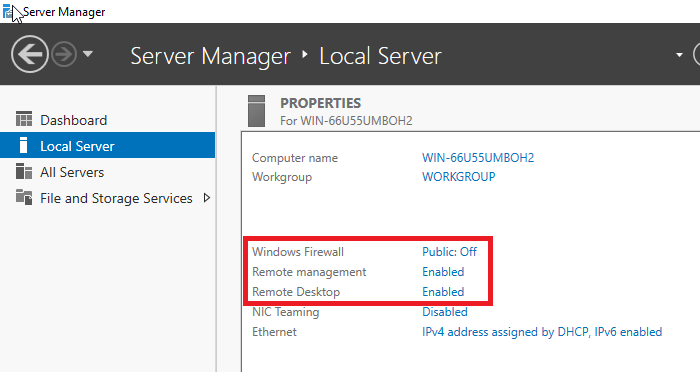 Server Manager
Server Manager ‣ Local Server
Dashboard
Local Server
All Servers
File and Storage Services
PROPERTIES
For WIN-66U55UMBOH2
Computer name WIN-66U55UMBOH2
Workgroup WORKGROUP
Windows Firewall Public: Off
Remote management Enabled
Remote Desktop Enabled
NIC Teaming Disabled
Ethernet IPv4 address assigned by DHCP, IPv6 enabled